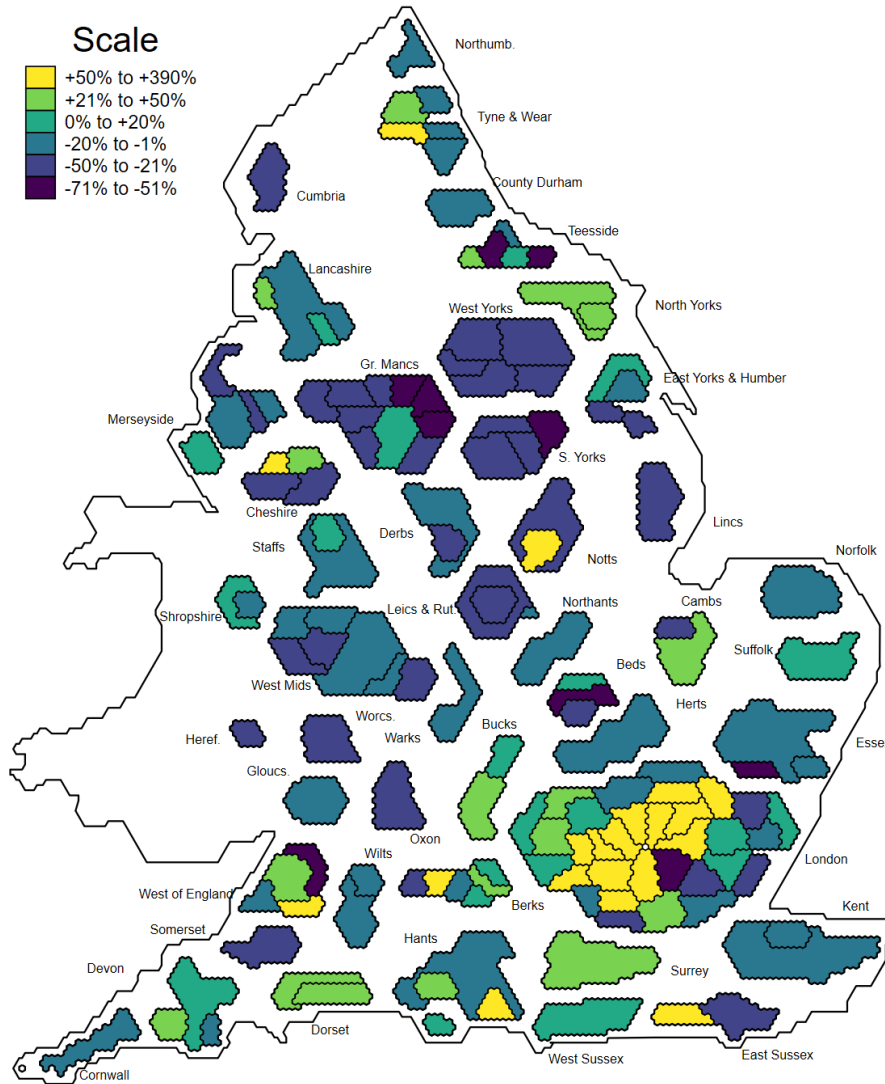 Scale
+50% to +390%
+21% to +50%
0% to +20%
-20% to -1%
-50% to -21%
-71% to -51%
Northumb.
Tyne & Wear
County Durham
Cumbria
Teesside
Lancashire
West Yorks
North Yorks
Gr. Mancs
East Yorks & Humber
Merseyside
S. Yorks
Cheshire
Lincs
Derbs
Staffs
Notts
Norfolk
Shropshire
Leics & Rut.
Northants
Cambs
Suffolk
Beds
West Mids
Herts
Worcs.
Bucks
Heref.
Warks
Esse
Gloucs.
Oxon
Wilts
London
West of England
Berks
Kent
Somerset
Hants
Devon
Surrey
Dorset
West Sussex
East Sussex
Cornwall